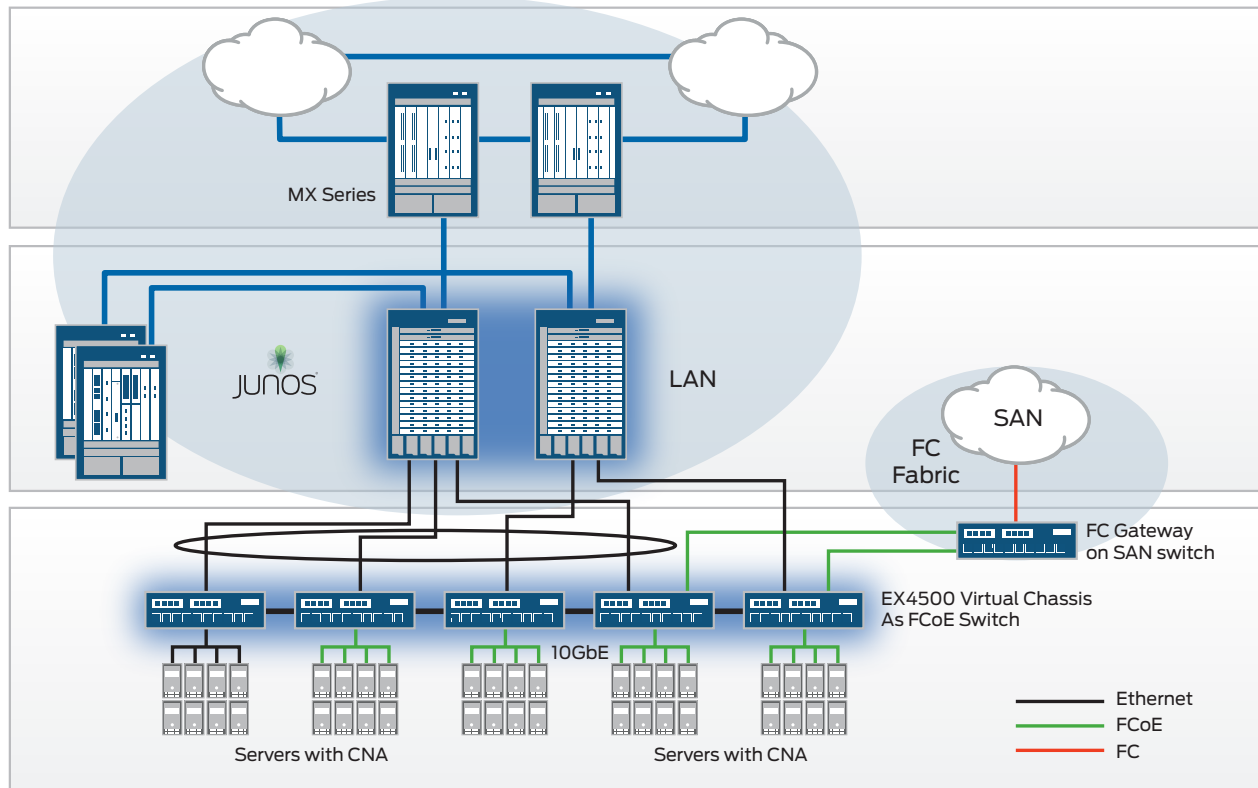 MX Series
JUNOS
LAN
SAN
FC
Fabric
FC Gateway
on SAN switch
EX4500 Virtual Chassis
As FCoE Switch
10GbE
Servers with CNA
Servers with CNA
Ethernet
FCoE
FC